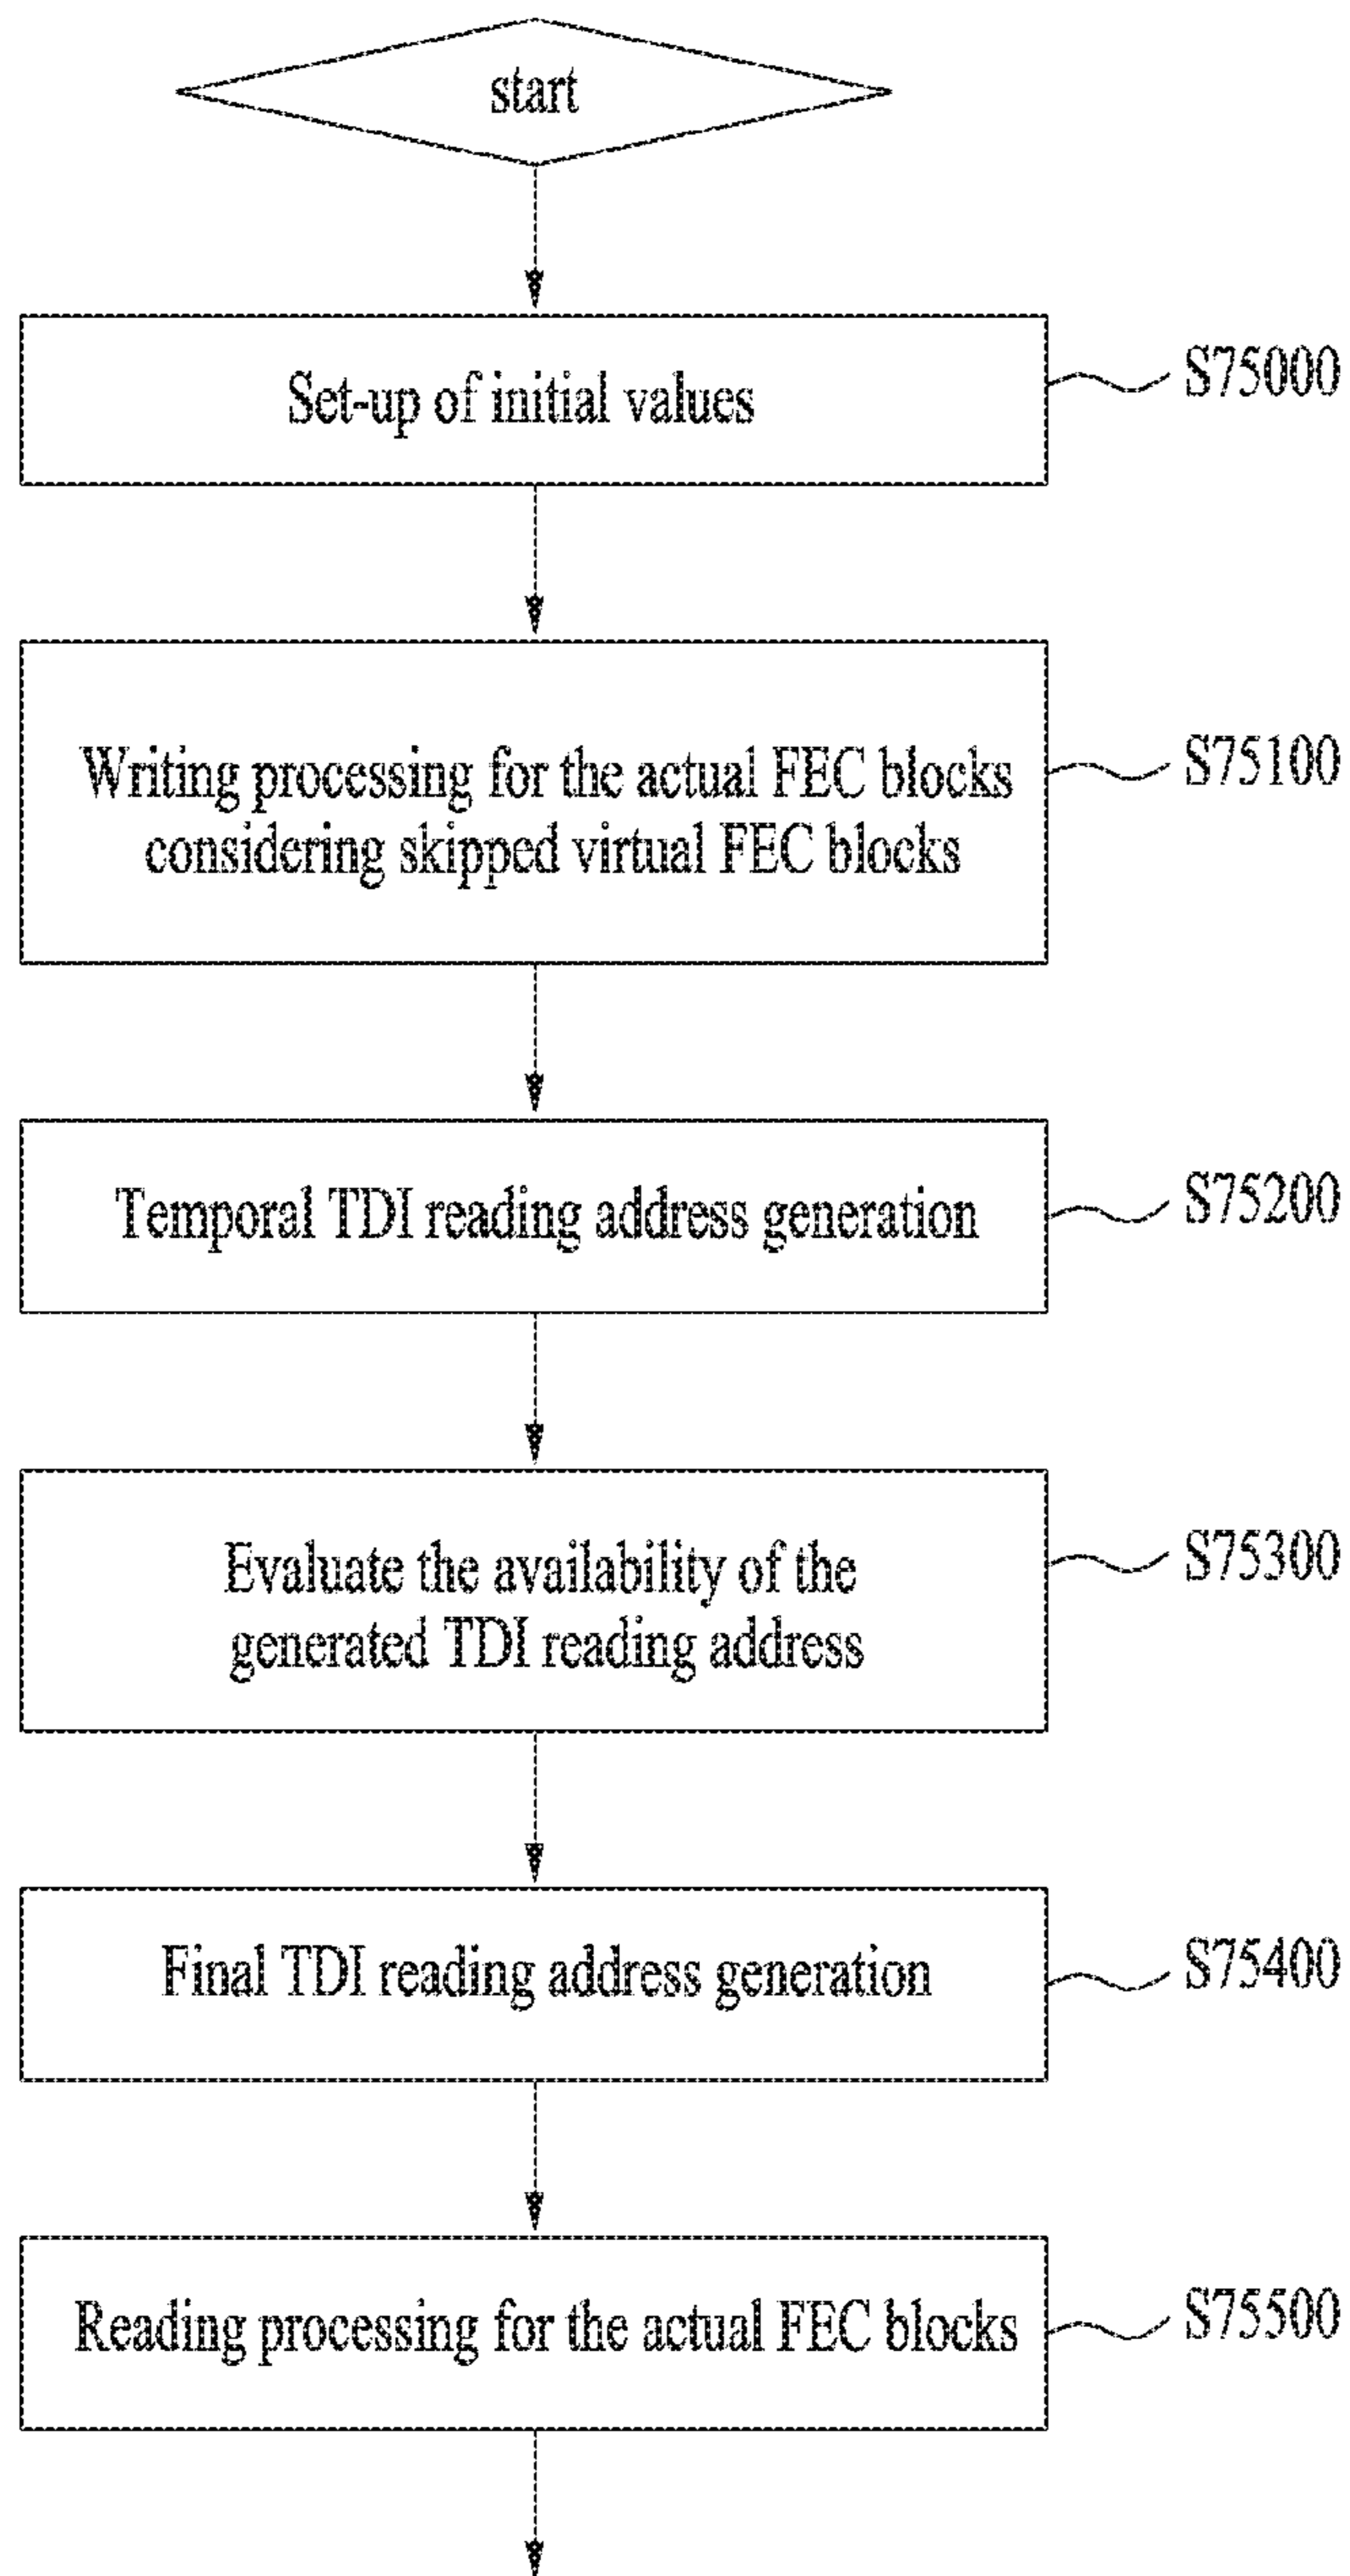 start
Set-up of initial values
S75000
Writing processing for the actual FEC blocks
considering skipped virtual FEC blocks
S75100
Temporal TDI reading address generation
S75200
Evaluate the availability of the
generated TDI reading address
S75300
Final TDI reading address generation
S75400
Reading processing for the actual FEC blocks
S75500